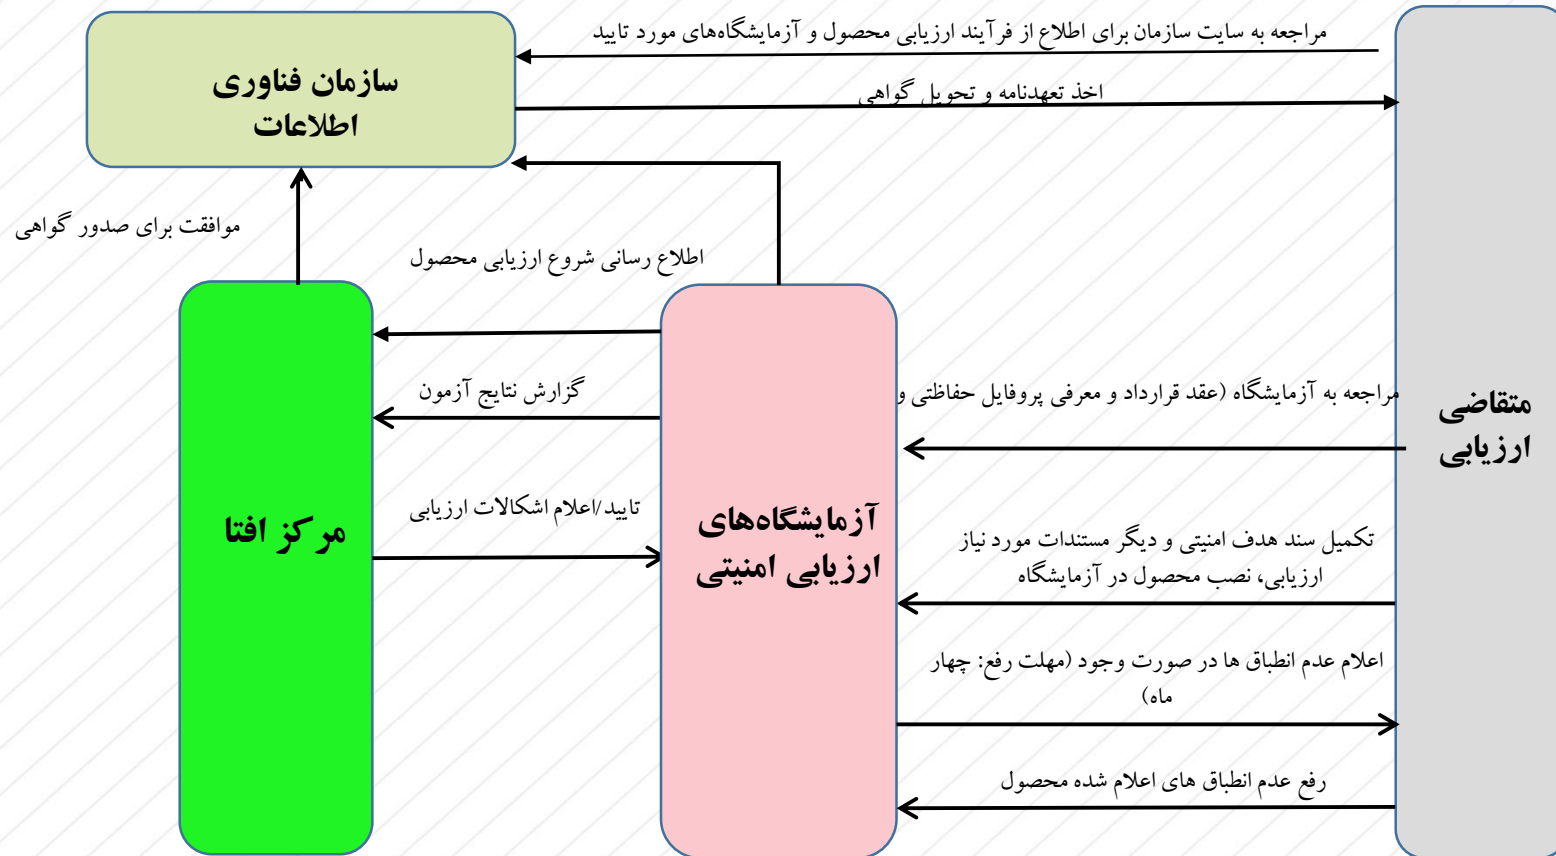 مراجعه به سایت سازمان برای اطلاع از فرآیند ارزیابی محصول و آزمایشگاه‌های مورد تایید
سازمان فناوری
اطلاعات
اخذ تعهدنامه و تحویل گواهی
موافقت برای صدور گواهی
اطلاع رسانی شروع ارزیابی محصول
گزارش نتایج آزمون
مراجعه به آزمایشگاه (عقد قرارداد و معرفی پروفایل حفاظتی و
متقاضی
ارزیابی
تایید/اعلام اشکالات ارزیابی
مرکز افتا
آزمایشگاه‌های
ارزیابی امنیتی
تکمیل سند هدف امنیتی و دیگر مستندات مورد نیاز
ارزیابی، نصب محصول در آزمایشگاه
اعلام عدم انطباق ها در صورت وجود (مهلت رفع: چهار
ماه)
رفع عدم انطباق های اعلام شده محصول